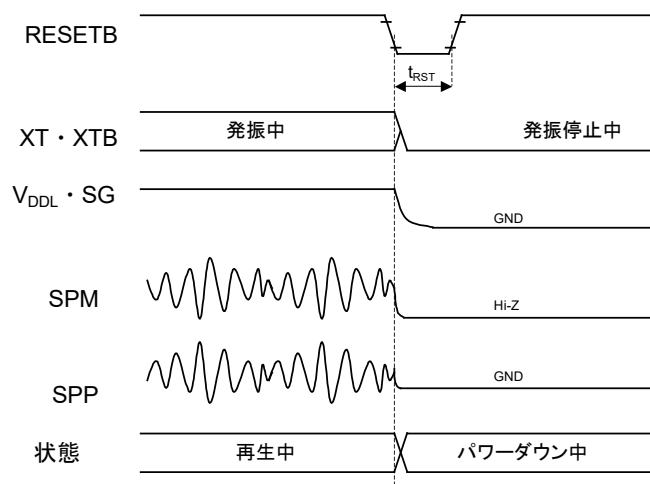 RESETB
tRST
XT・XTB
発振中
発振停止中
VDDL・SG
GND
SPM
Hi-Z
SPP
GND
状態
再生中
パワーダウン中